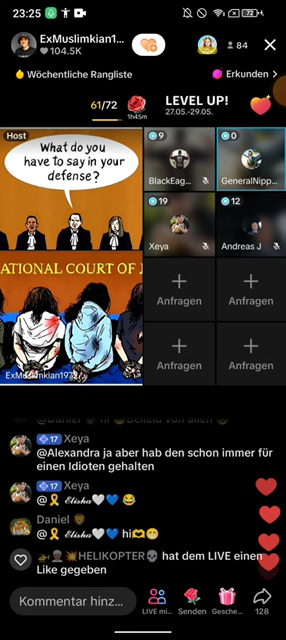 23:25
72
ExMuslimkian1...
104.5K
84
Wöchentliche Rangliste
Erkunden >
61/72
1h45m
LEVEL UP!
27.05.-29.05.
Host
What do you
have to say in your
defense?
9
BlackEag...
0
GeneralNipp...
19
Xeya
12
Andreas J
ATIONAL COURT OF J
Anfragen
Anfragen
Anfragen
Anfragen
17 Xeya
@Alexandra ja aber hab den schon immer für
einen Idioten gehalten
17 Xeya
@🎗 𝓔𝓵𝓲𝓼𝓱𝓪🤍💙 😂
Daniel 🦁
@🎗 𝓔𝓵𝓲𝓼𝓱𝓪🤍💙 hi🫶😁
HELIKOPTER💀 hat dem LIVE einen
Like gegeben
Kommentar hinz...
LIVE mi...
Senden
Gesche...
128